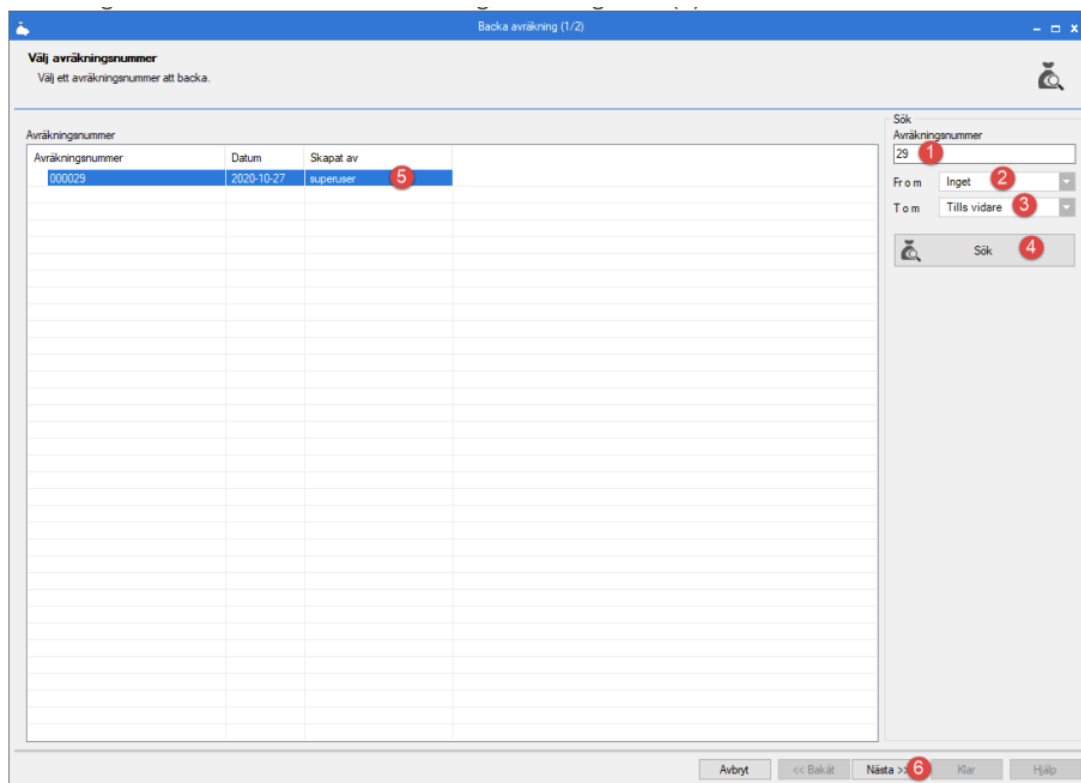 Backa avräkning (1/2)
Välj avräkningsnummer
Välj ett avräkningsnummer att backa.
Avräkningsnummer
Avräkningsnummer Datum Skapat av
000029 2020-10-27 superuser 5
Sök
Avräkningsnummer
29 1
From Inget 2
Tom Tills vidare 3
Sök 4
Avbryt << Bakåt Nästa >> 6 Klar Hjälp